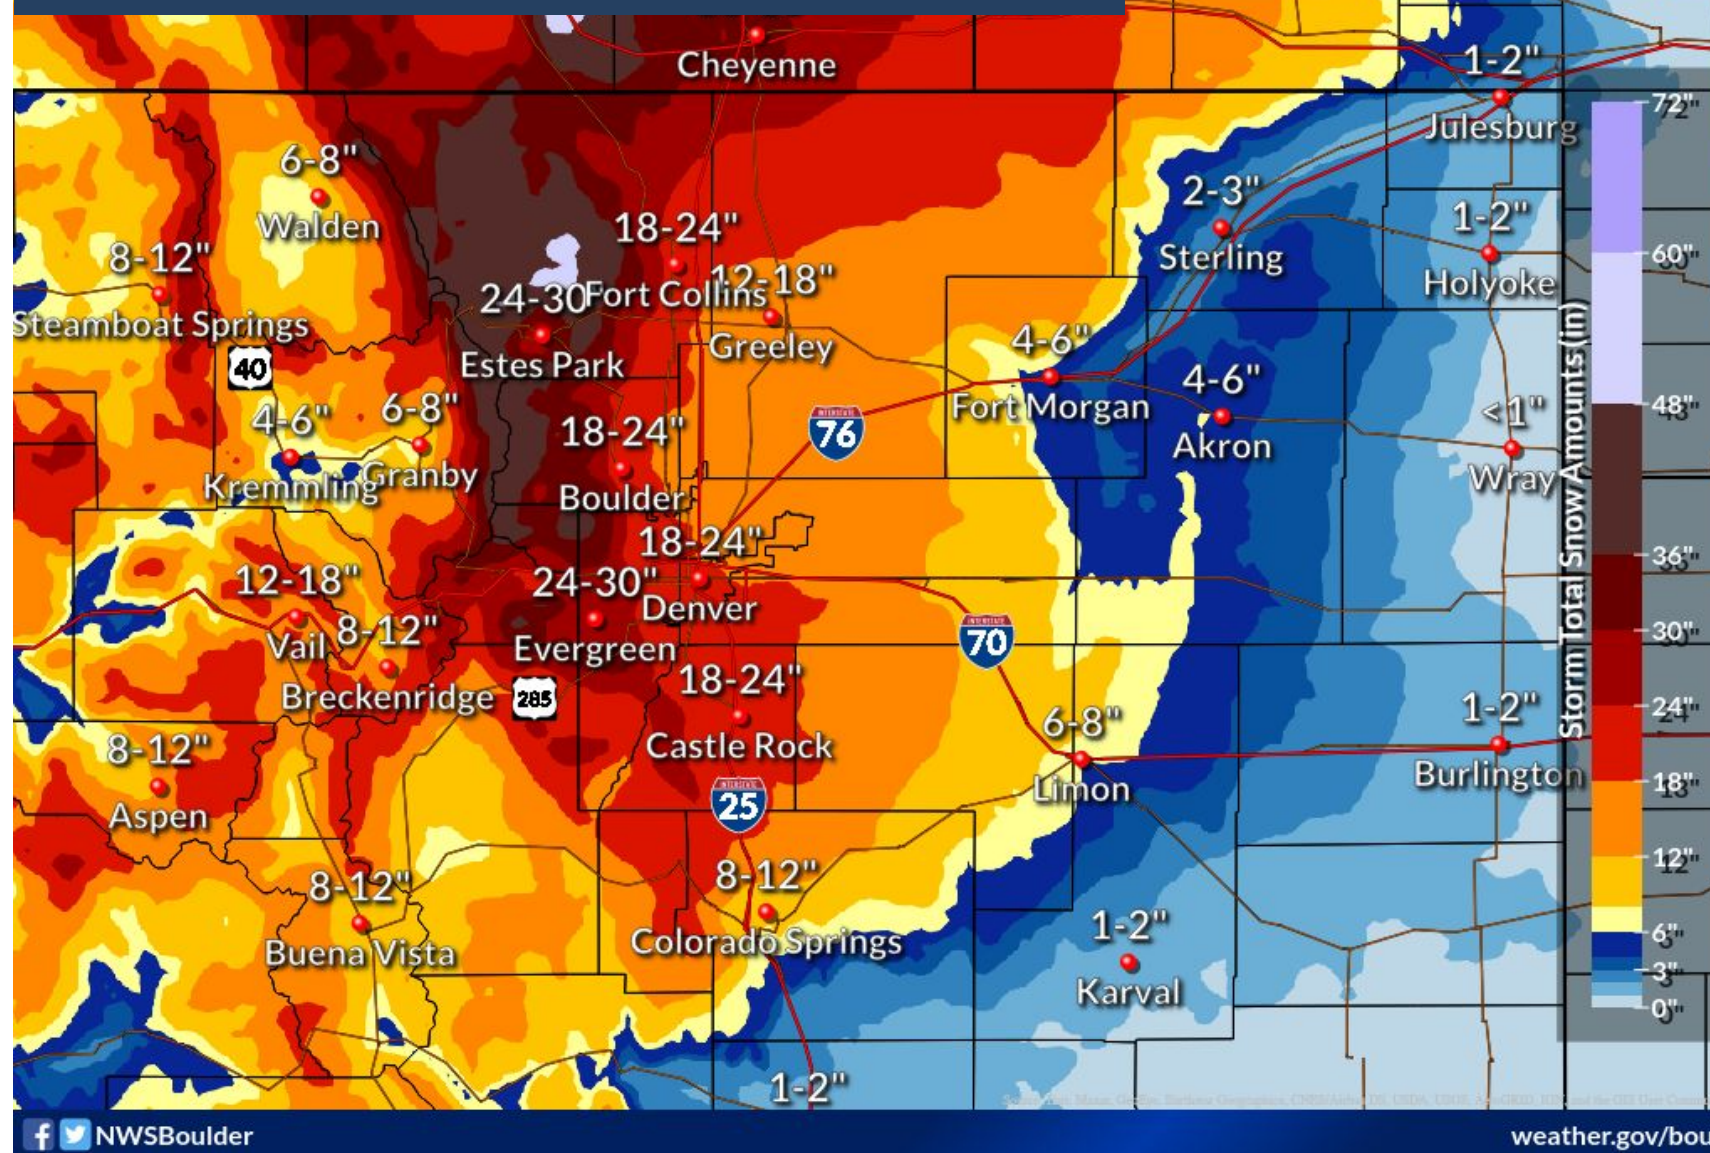 Cheyenne
1-2"
Julesburg
6-8"
Walden
2-3"
Sterling
1-2"
Holyoke
8-12"
Steamboat Springs
18-24"
Fort Collins
12-18"
Greeley
24-30
Estes Park
40
4-6"
Fort Morgan
4-6"
Akron
<1"
Wray
4-6"
Kremmling
6-8"
Granby
18-24"
Boulder
INTERSTATE
76
18-24"
Denver
12-18"
Vail
24-30"
Evergreen
8-12"
Breckenridge
285
INTERSTATE
70
18-24"
Castle Rock
6-8"
Limon
1-2"
Burlington
8-12"
Aspen
INTERSTATE
25
8-12"
Buena Vista
8-12"
Colorado Springs
1-2"
Karval
1-2"
Storm Total Snow Amounts (in)
72"
60"
48"
36"
30"
24"
18"
12"
6"
3"
0"
NWSBoulder
weather.gov/bou